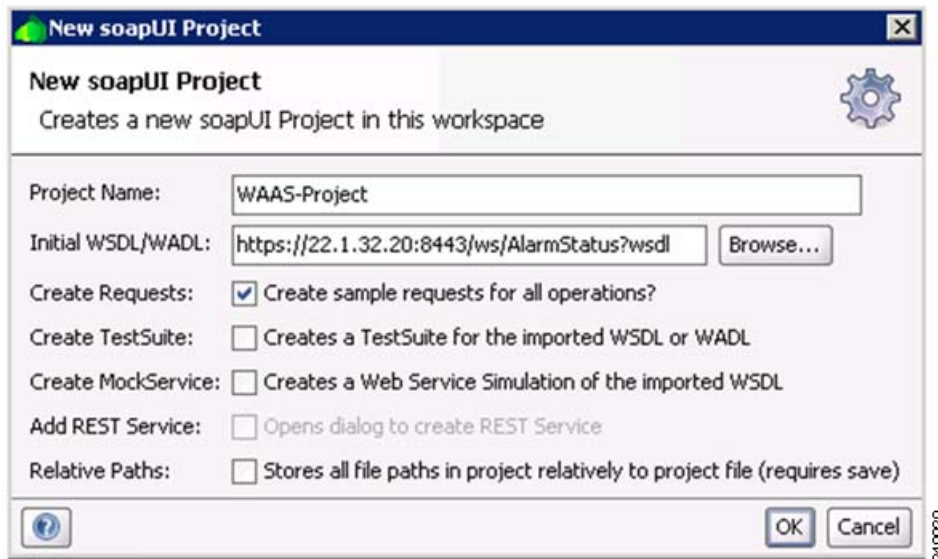 New soapUI Project
New soapUI Project
Creates a new soapUI Project in this workspace
Project Name: WAAS-Project
Initial WSDL/WADL: https://22.1.32.20:8443/ws/AlarmStatus?wsdl Browse...
Create Requests: Create sample requests for all operations?
Create TestSuite: Creates a TestSuite for the imported WSDL or WADL
Create MockService: Creates a Web Service Simulation of the imported WSDL
Add REST Service: Opens dialog to create REST Service
Relative Paths: Stores all file paths in project relatively to project file (requires save)
? OK Cancel